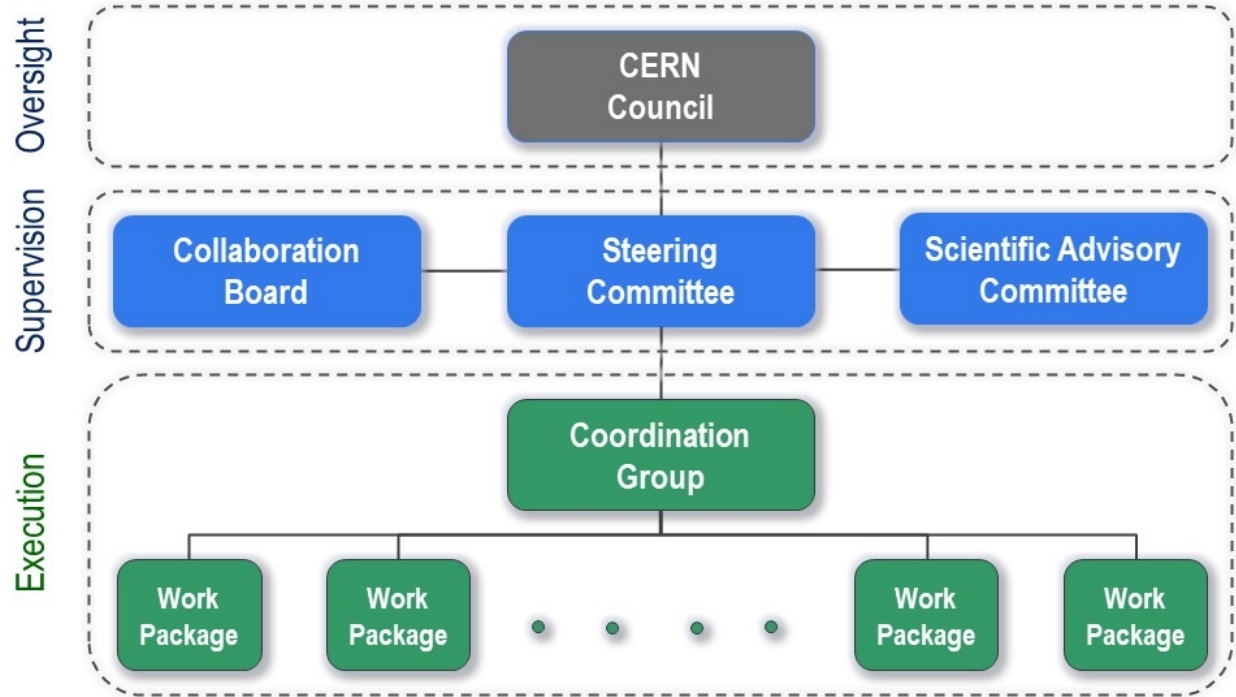 Oversight
CERN
Council
Supervision
Collaboration
Board
Steering
Committee
Scientific Advisory
Committee
Execution
Coordination
Group
Work
Package
Work
Package
Work
Package
Work
Package